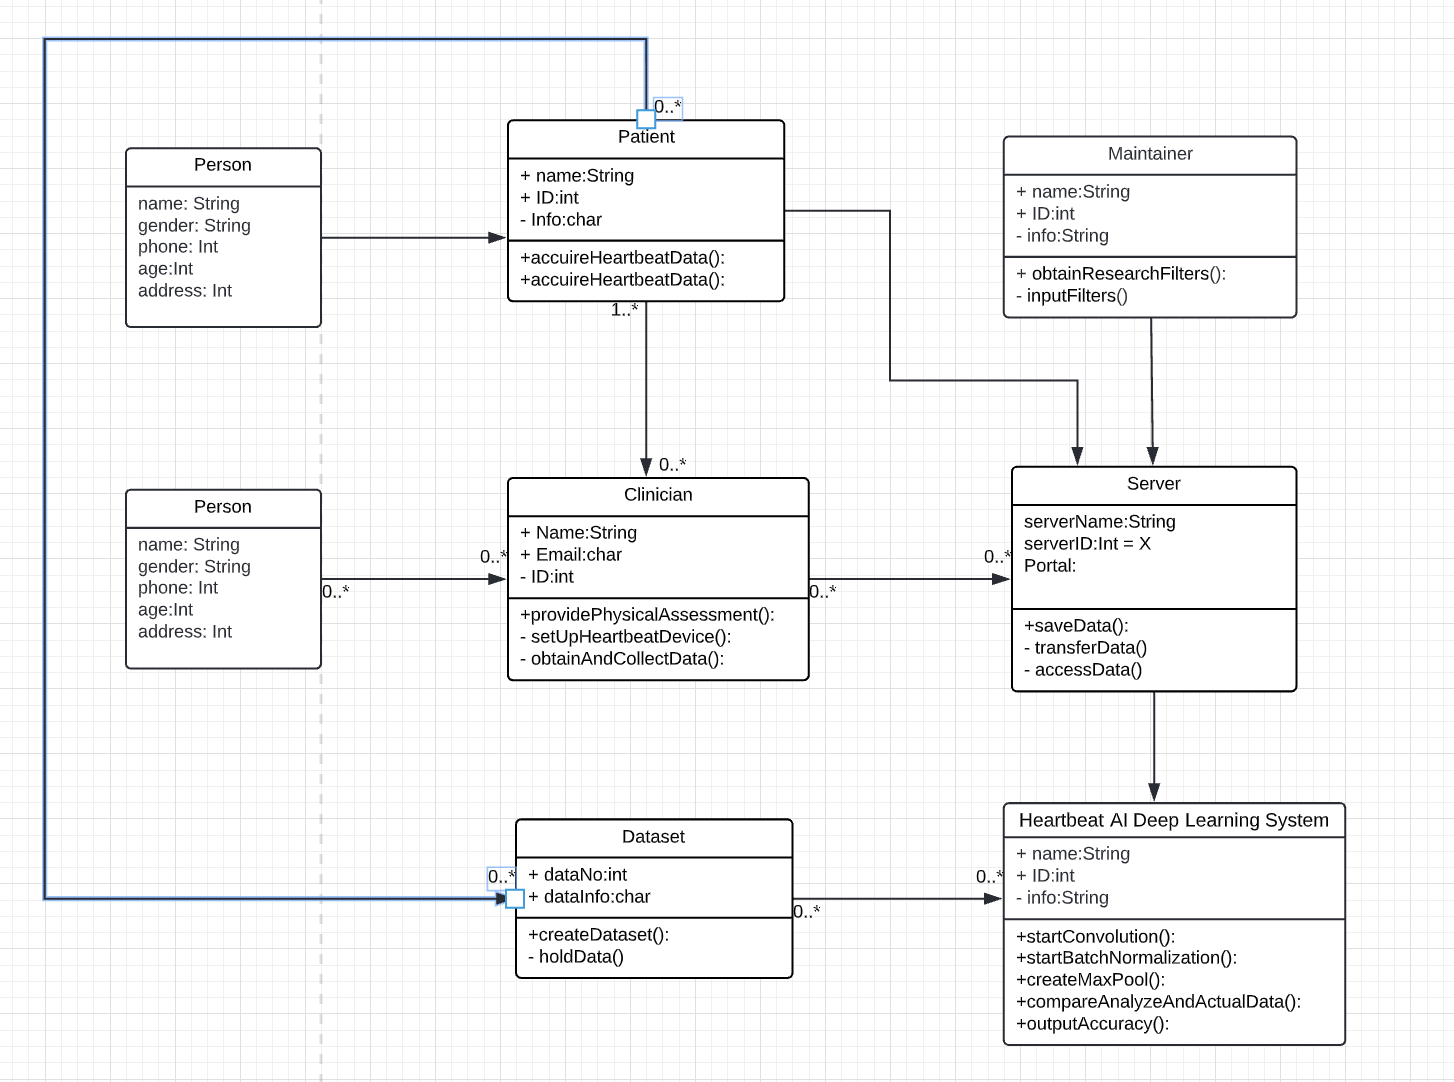 0..*
Patient
+ name:String
+ ID:int
- Info:char
+accuireHeartbeatData():
+accuireHeartbeatData():
1..*
Person
name: String
gender: String
phone: Int
age:Int
address: Int
Maintainer
+ name:String
+ ID:int
- info:String
+ obtainResearchFilters():
- inputFilters()
0..*
Clinician
+ Name:String
+ Email:char
- ID:int
+providePhysicalAssessment():
- setUpHeartbeatDevice():
- obtainAndCollectData():
0..*
0..*
Person
name: String
gender: String
phone: Int
age:Int
address: Int
0..*
0..*
Server
serverName:String
serverID:Int = X
Portal:
+saveData():
- transferData()
- accessData()
0..*
Dataset
+ dataNo:int
+ dataInfo:char
+createDataset():
- holdData()
0..*
0..*
Heartbeat AI Deep Learning System
+ name:String
+ ID:int
- info:String
+startConvolution():
+startBatchNormalization():
+createMaxPool():
+compareAnalyzeAndActualData():
+outputAccuracy():